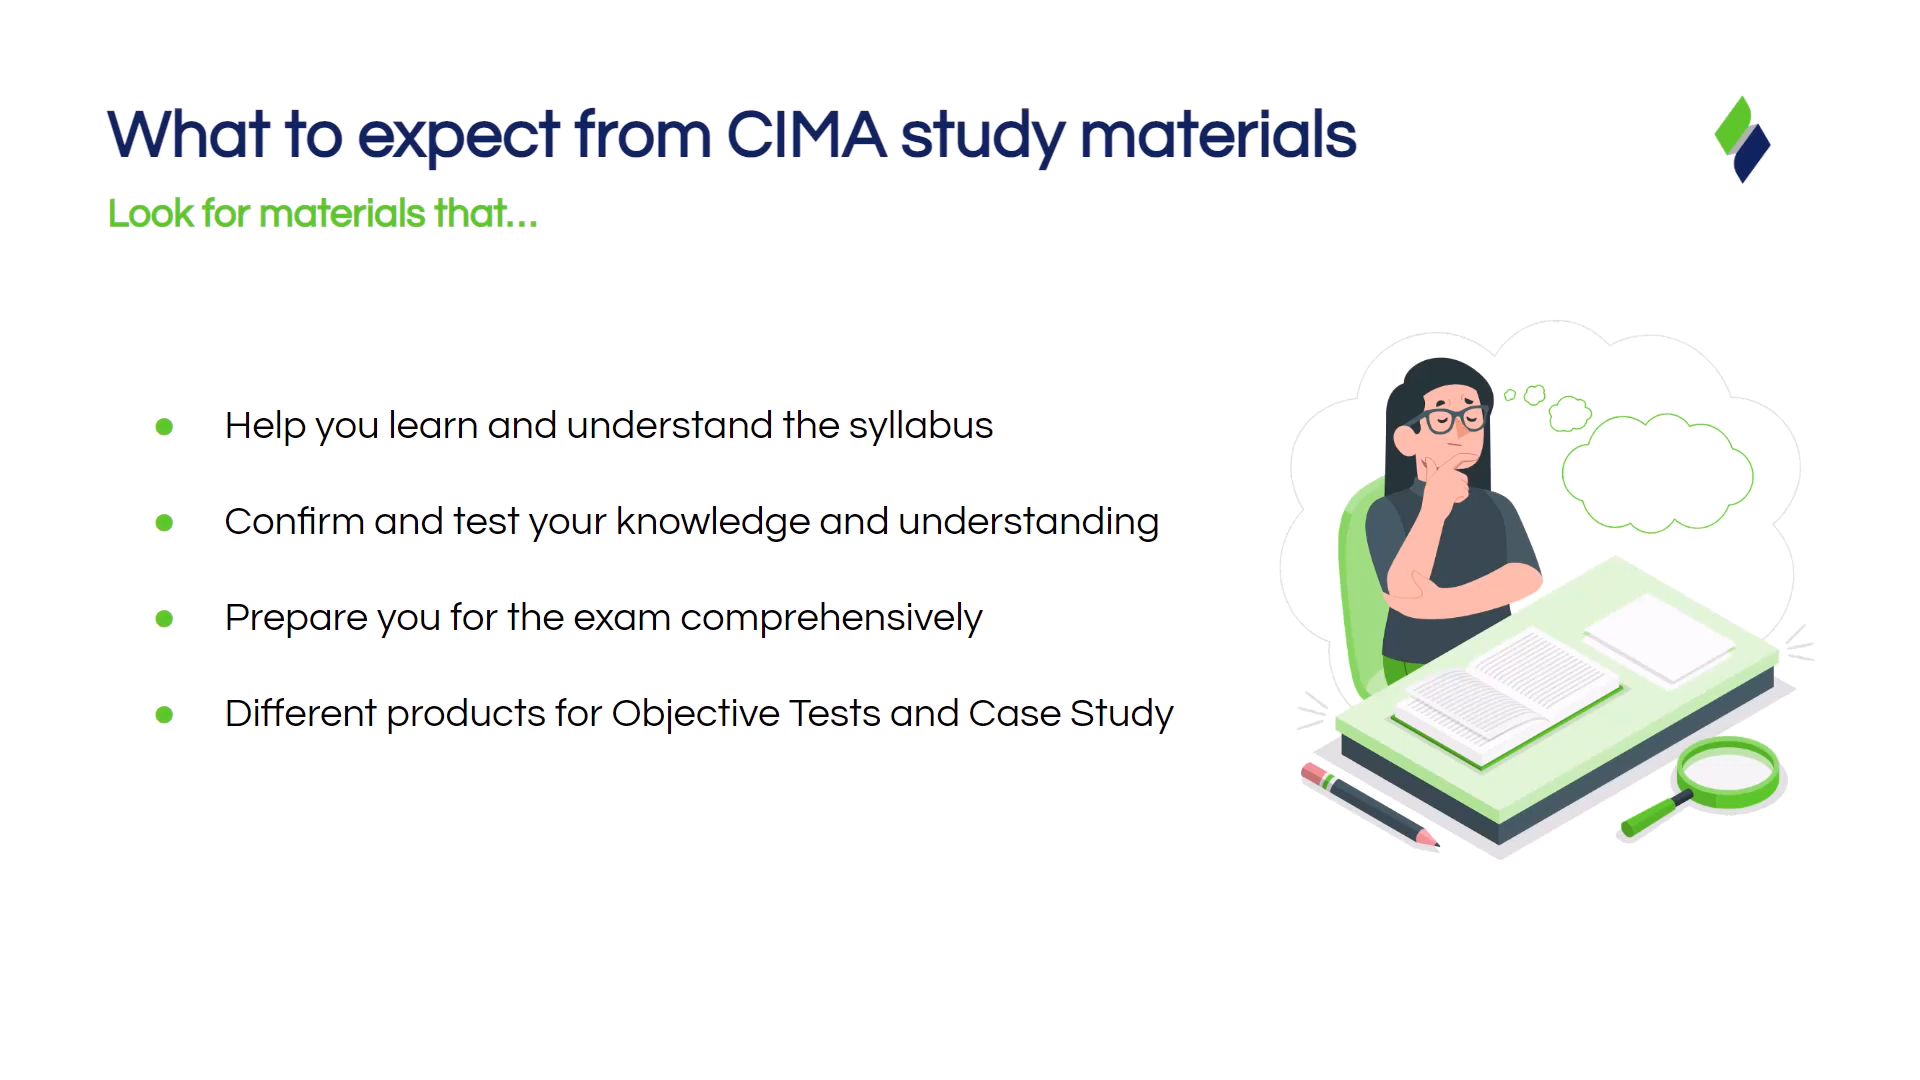 What to expect from CIMA study materials
Look for materials that...
● Help you learn and understand the syllabus
● Confirm and test your knowledge and understanding
● Prepare you for the exam comprehensively
● Different products for Objective Tests and Case Study